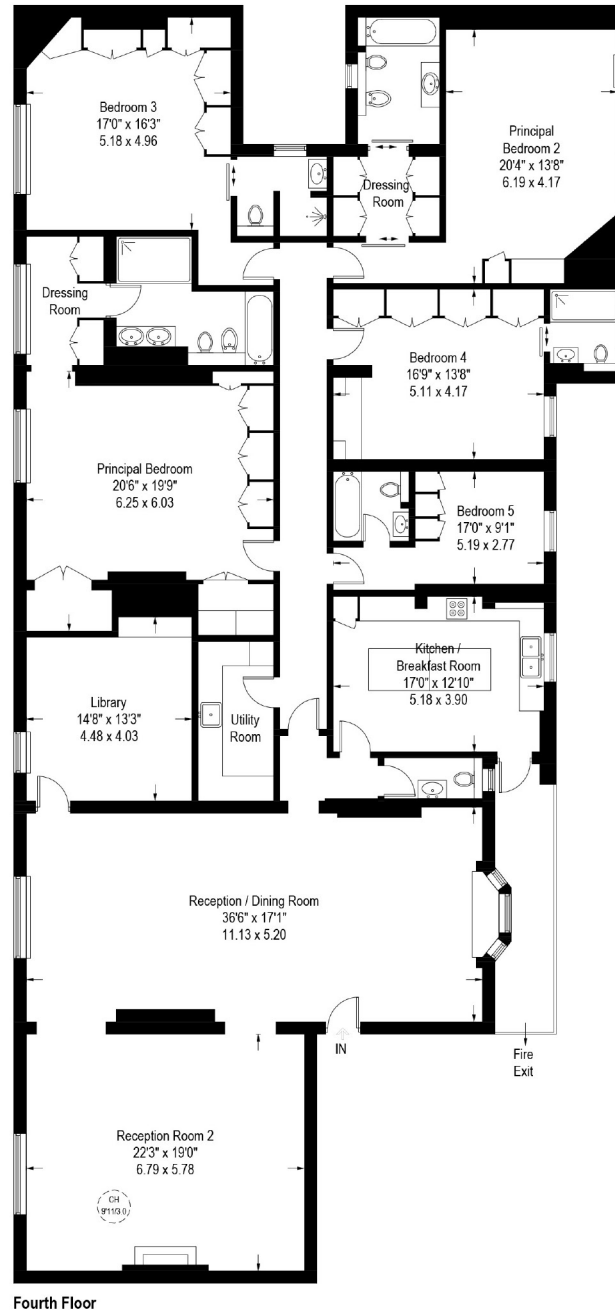 Bedroom 3
17'0" x 16'3"
5.18 x 4.96
Principal
Bedroom 2
20'4" x 13'8"
6.19 x 4.17
Dressing
Room
Dressing
Room
Bedroom 4
16'9" x 13'8"
5.11 x 4.17
Principal Bedroom
20'6" x 19'9"
6.25 x 6.03
Bedroom 5
17'0" x 9'1"
5.19 x 2.77
Kitchen /
Breakfast Room
17'0" x 12'10"
5.18 x 3.90
Library
14'8" x 13'3"
4.48 x 4.03
Utility
Room
Reception / Dining Room
36'6" x 17'1"
11.13 x 5.20
IN
Fire
Exit
Reception Room 2
22'3" x 19'0"
6.79 x 5.78
CH
9'11/3.0
Fourth Floor